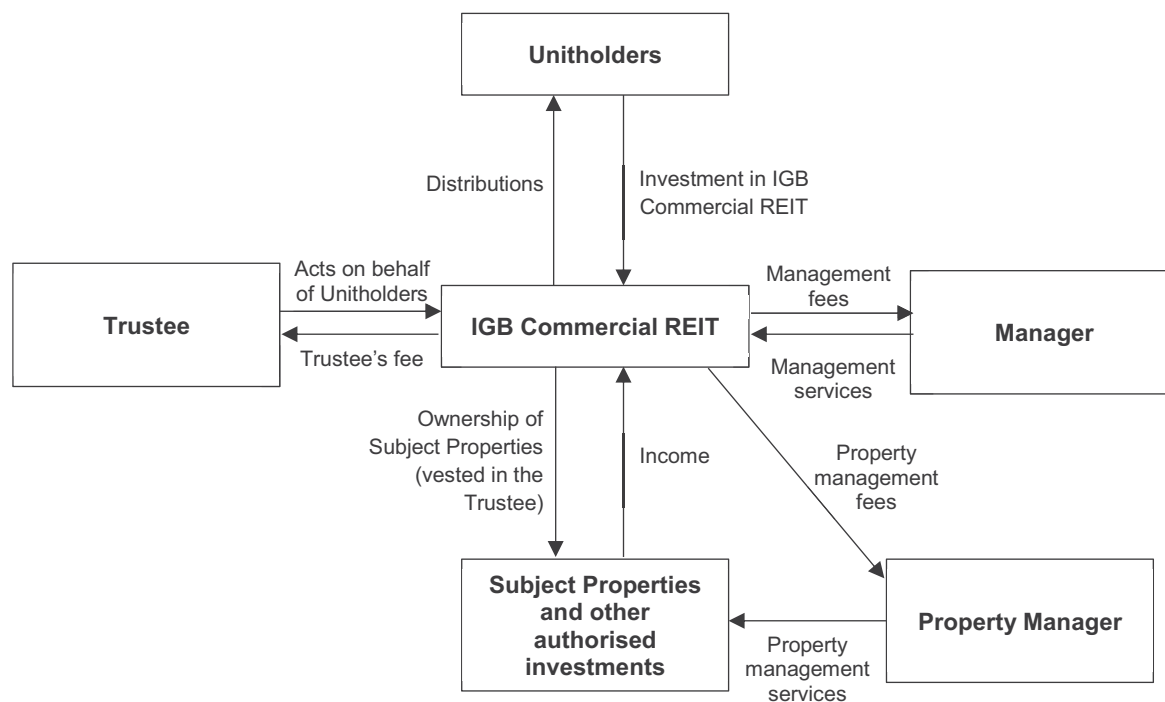 Unitholders
Distributions
Investment in IGB
Commercial REIT
Trustee
Acts on behalf
of Unitholders
Trustee’s fee
IGB Commercial REIT
Management
fees
Management
services
Manager
Ownership of
Subject Properties
(vested in the
Trustee)
Income
Property
management
fees
Subject Properties
and other
authorised
investments
Property
management
services
Property Manager